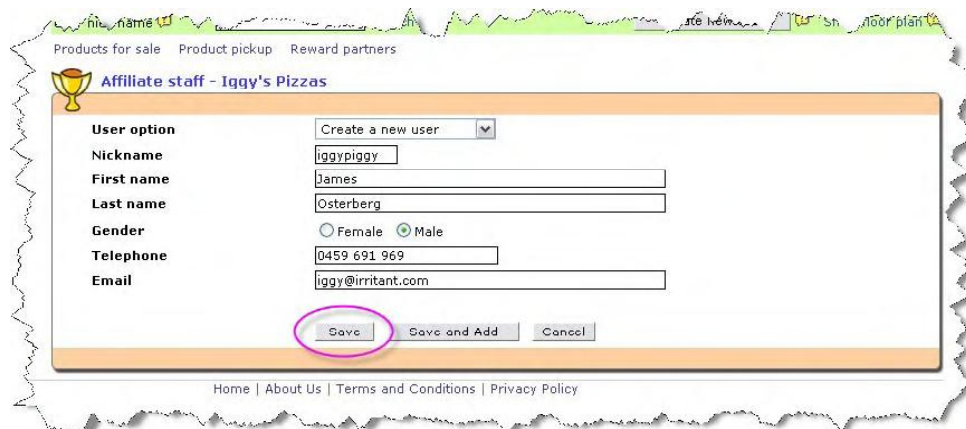 name
Products for sale Product pickup Reward partners
Affiliate staff - Iggy's Pizzas
User option Create a new user
Nickname iggypiggy
First name James
Last name Osterberg
Gender Female Male
Telephone 0459 691 969
Email iggy@irritant.com
Save Save and Add Cancel
Home | About Us | Terms and Conditions | Privacy Policy